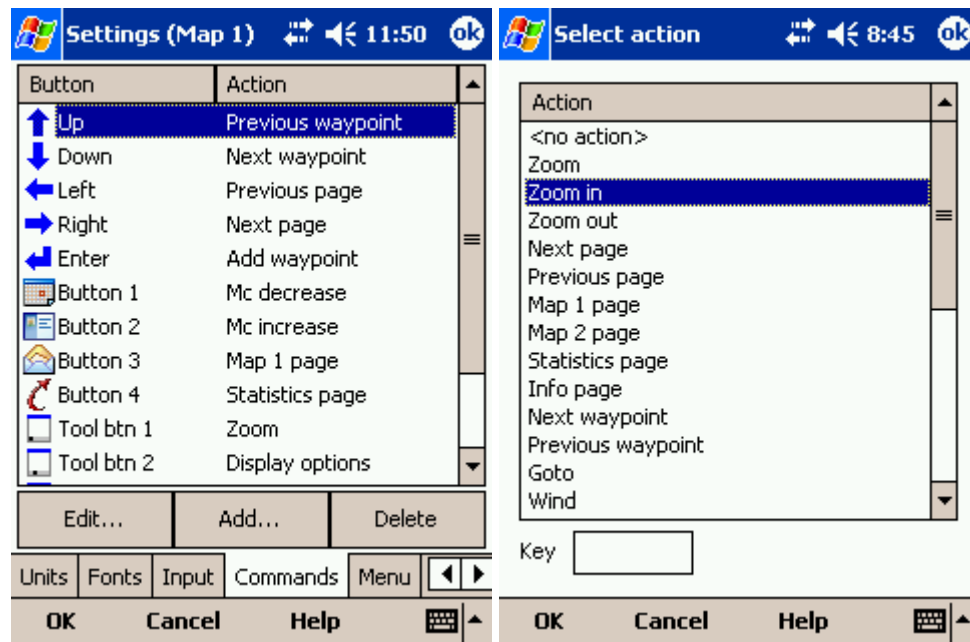 Settings (Map 1) 11:50 ok
Button Action
Up Previous waypoint
Down Next waypoint
Left Previous page
Right Next page
Enter Add waypoint
Button 1 Mc decrease
Button 2 Mc increase
Button 3 Map 1 page
Button 4 Statistics page
Tool btn 1 Zoom
Tool btn 2 Display options
Edit... Add... Delete
Units Fonts Input Commands Menu
OK Cancel Help
Select action 8:45 ok
Action
<no action>
Zoom
Zoom in
Zoom out
Next page
Previous page
Map 1 page
Map 2 page
Statistics page
Info page
Next waypoint
Previous waypoint
Goto
Wind
Key
OK Cancel Help